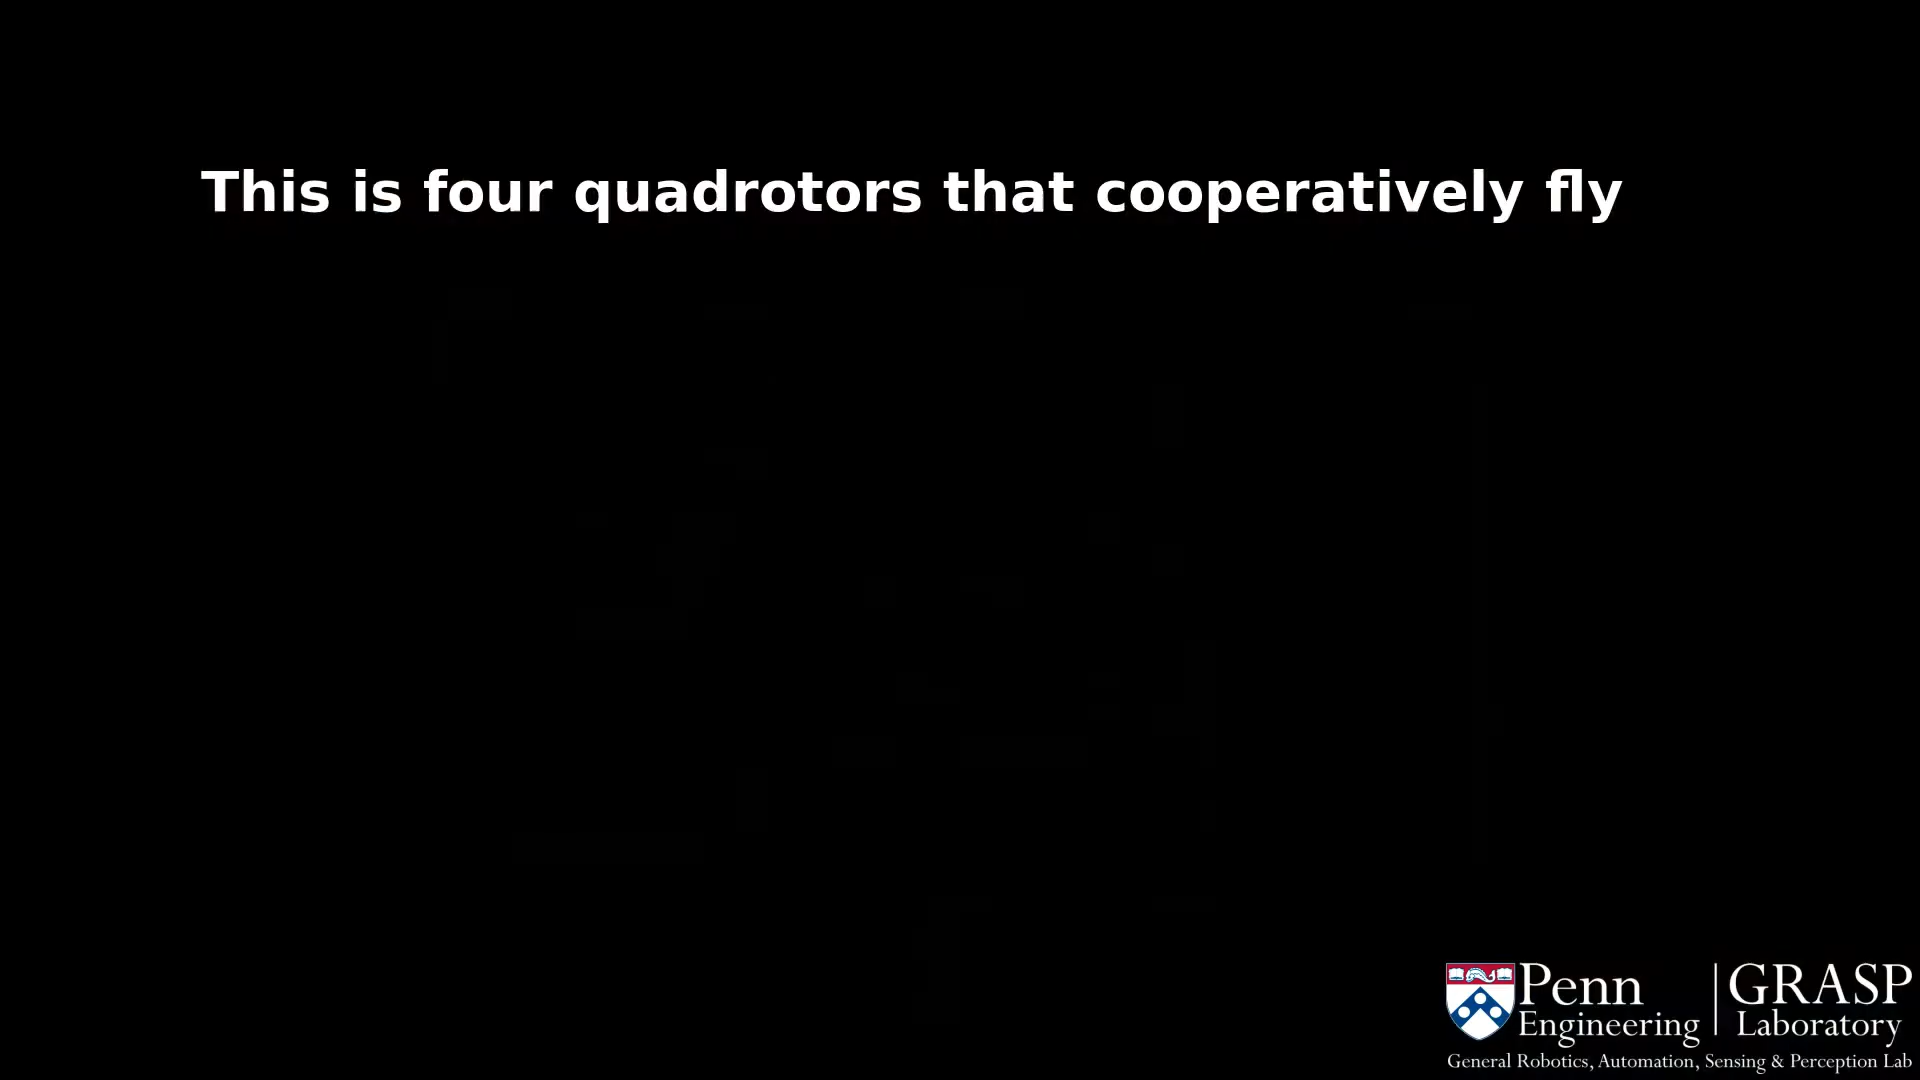 This is four quadrotors that cooperatively fly
Penn
Engineering
GRASP
Laboratory
General Robotics, Automation, Sensing & Perception Lab